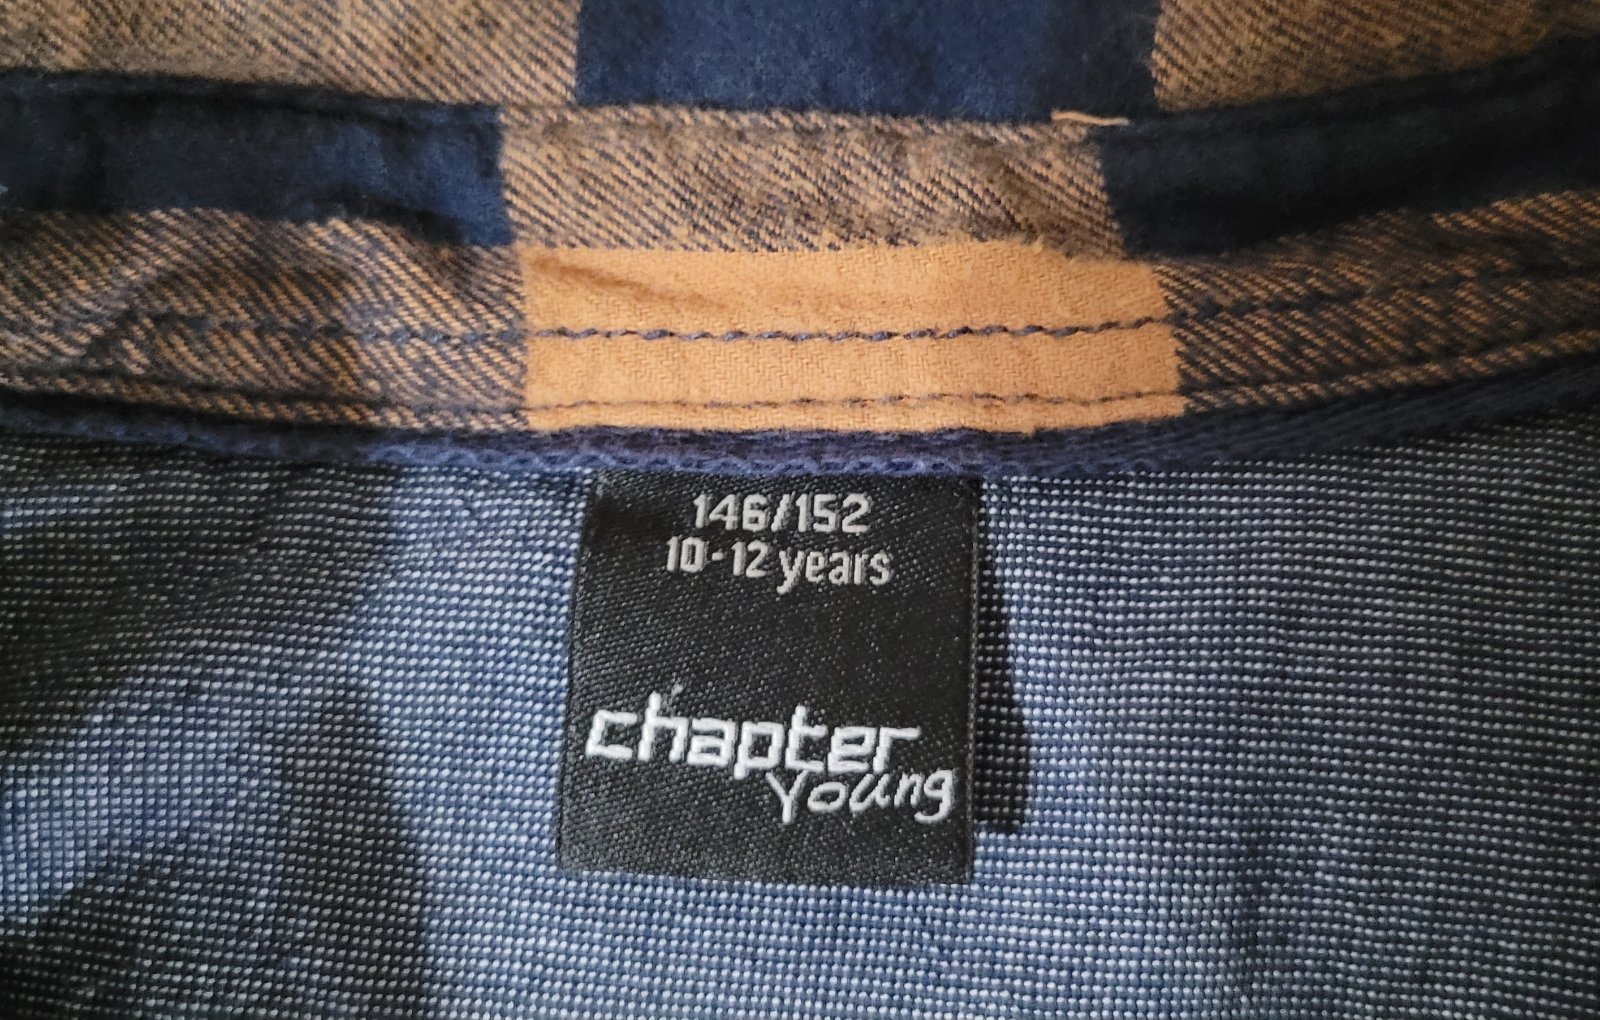 146/152
10-12 years
chapter
Young